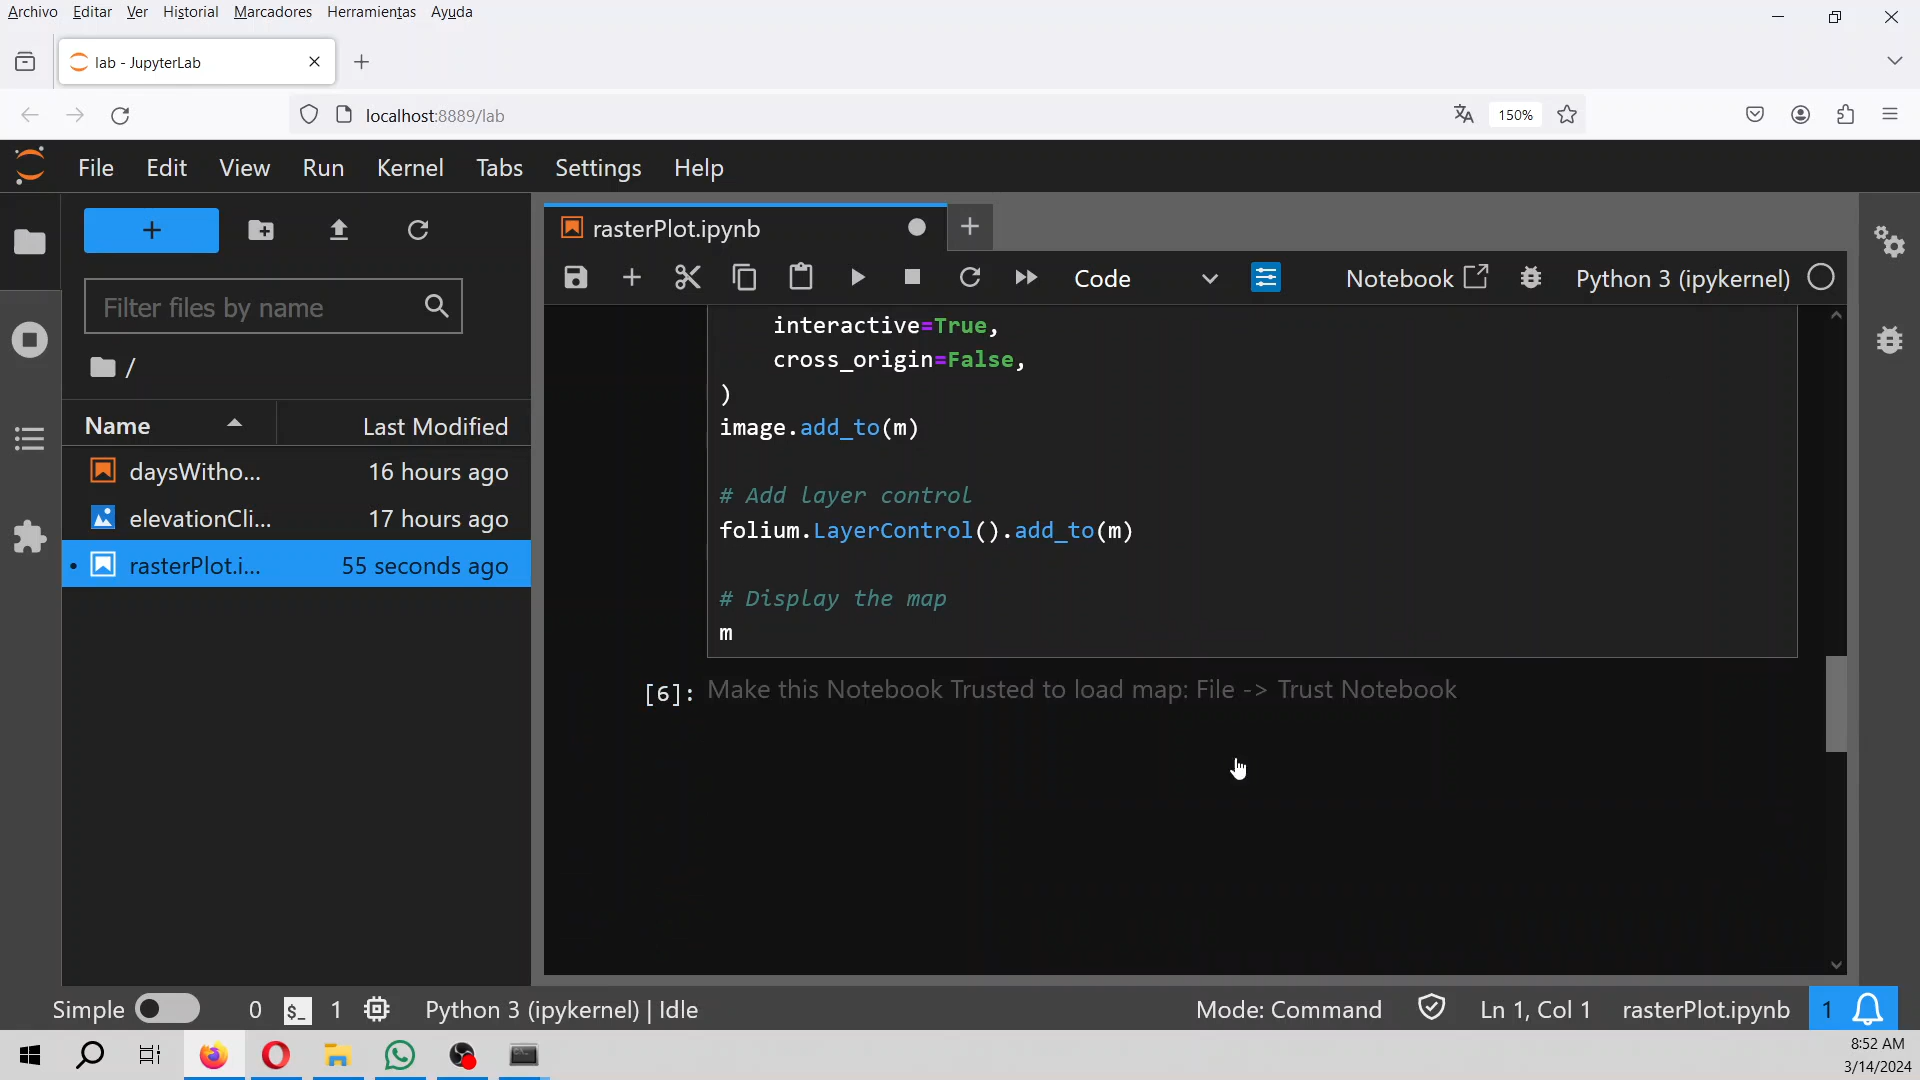 Archivo Editar Ver Historial Marcadores Herramientas Ayuda
lab - JupyterLab
localhost:8889/lab
150%
File Edit View Run Kernel Tabs Settings Help
rasterPlot.ipynb
Code
Notebook
Python 3 (ipykernel)
Filter files by name
/
Name Last Modified
daysWitho... 16 hours ago
elevationCli... 17 hours ago
rasterPlot.i... 55 seconds ago
interactive=True,
cross_origin=False,
)
image.add_to(m)
# Add layer control
folium.LayerControl().add_to(m)
# Display the map
m
[6]: Make this Notebook Trusted to load map: File -> Trust Notebook
Simple 0 $_ 1 Python 3 (ipykernel) | Idle Mode: Command Ln 1, Col 1 rasterPlot.ipynb 1
8:52 AM
3/14/2024